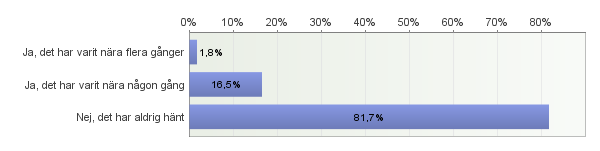 0% 10% 20% 30% 40% 50% 60% 70% 80%
Ja, det har varit nära flera gånger 1,8%
Ja, det har varit nära någon gång 16,5%
Nej, det har aldrig hänt 81,7%